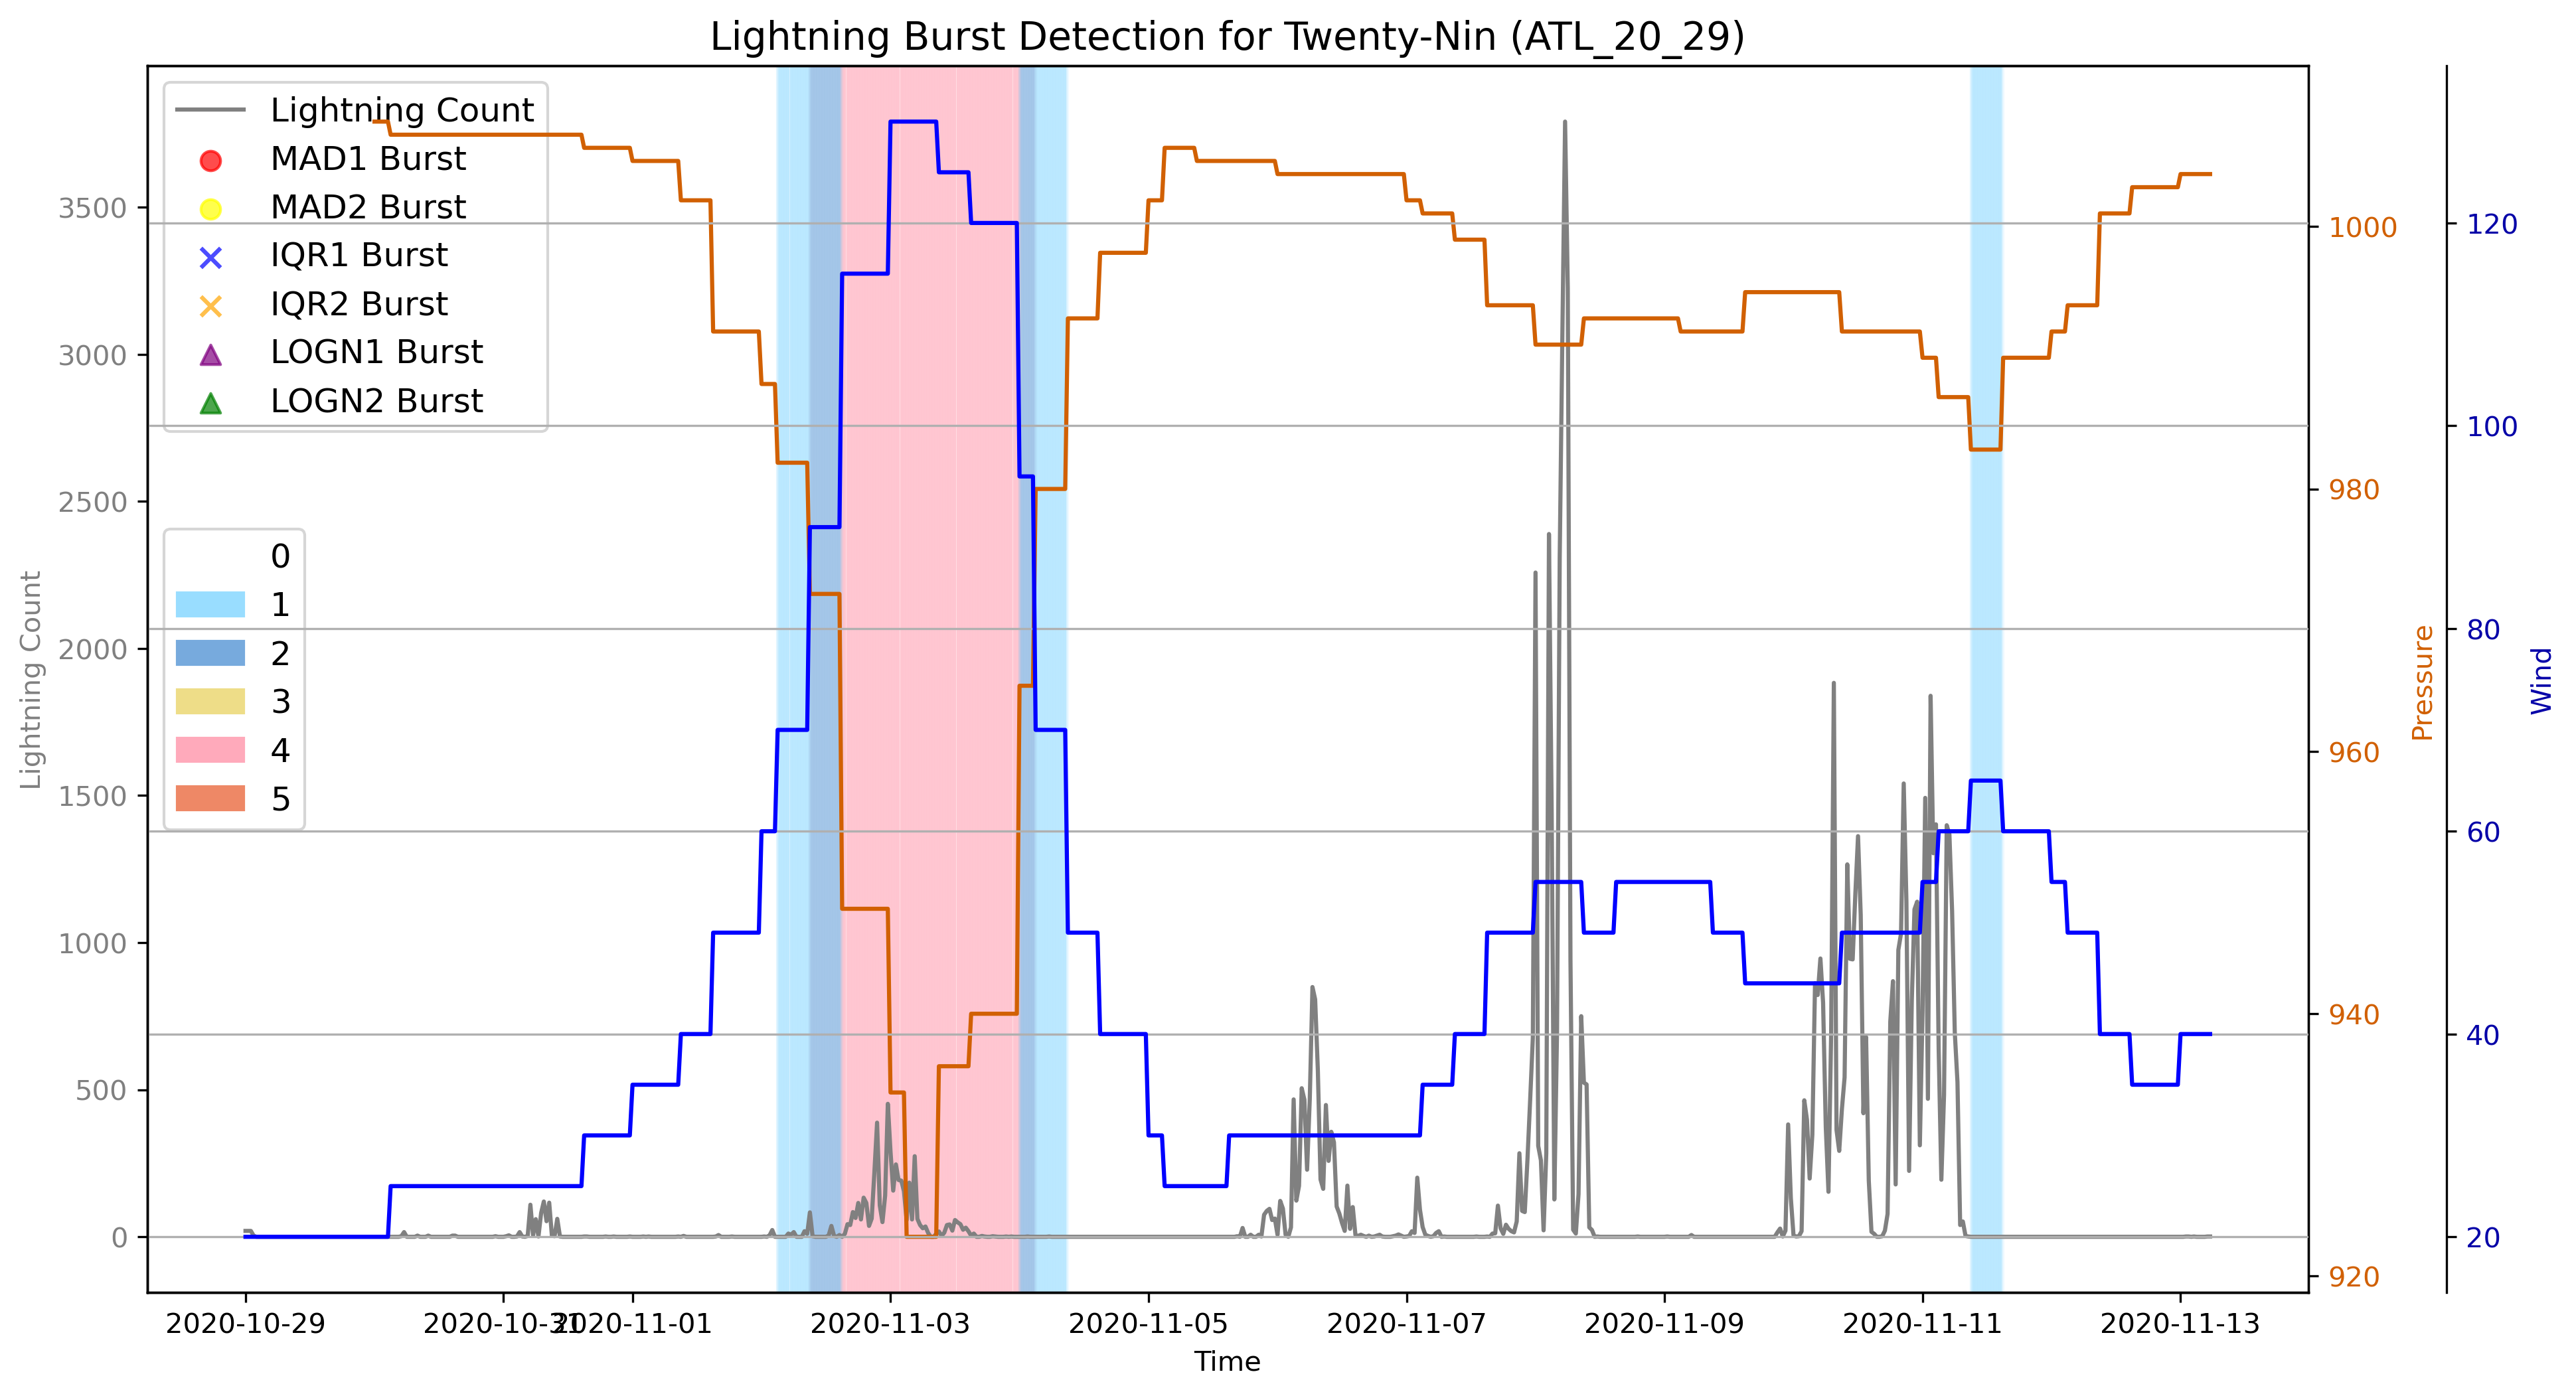 Lightning Burst Detection for Twenty-Nin (ATL_20_29)
Lightning Count
MAD1 Burst
MAD2 Burst
IQR1 Burst
IQR2 Burst
LOGN1 Burst
LOGN2 Burst
0
1
2
3
4
5
Lightning Count
3500
3000
2500
2000
1500
1000
500
0
1000
980
960
940
920
Pressure
120
100
80
60
40
20
Wind
2020-10-29
2020-10-31
2020-11-01
2020-11-03
2020-11-05
2020-11-07
2020-11-09
2020-11-11
2020-11-13
Time